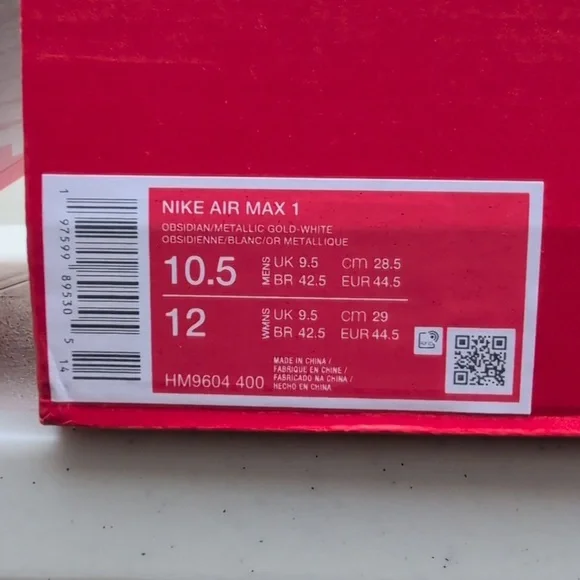 NIKE AIR MAX 1
OBSIDIAN/METALLIC GOLD-WHITE
OBSIDIENNE/BLANC/OR METALLIQUE
10.5 MENS UK 9.5 CM 28.5
BR 42.5 EUR 44.5
12 WMNS UK 9.5 CM 29
BR 42.5 EUR 44.5
HM9604 400
MADE IN CHINA /
FABRIQUE EN CHINE /
FABRICADO NA CHINA /
HECHO EN CHINA
1 97599 89530 5 14